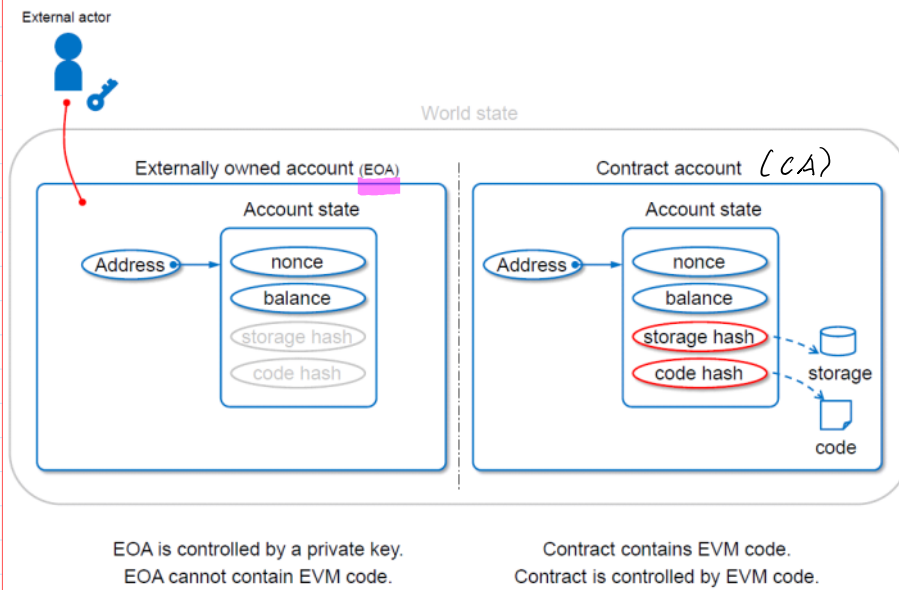 External actor
World state
Externally owned account (EOA)
Account state
Address
nonce
balance
storage hash
code hash
Contract account (CA)
Account state
Address
nonce
balance
storage hash
code hash
storage
code
EOA is controlled by a private key.
EOA cannot contain EVM code.
Contract contains EVM code.
Contract is controlled by EVM code.